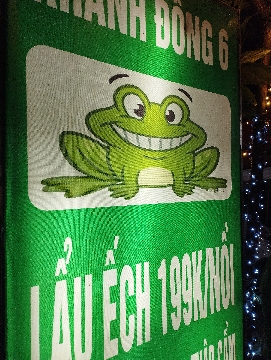 KHÁNH ĐÔNG 6
LẨU ẾCH 199K/NỒI